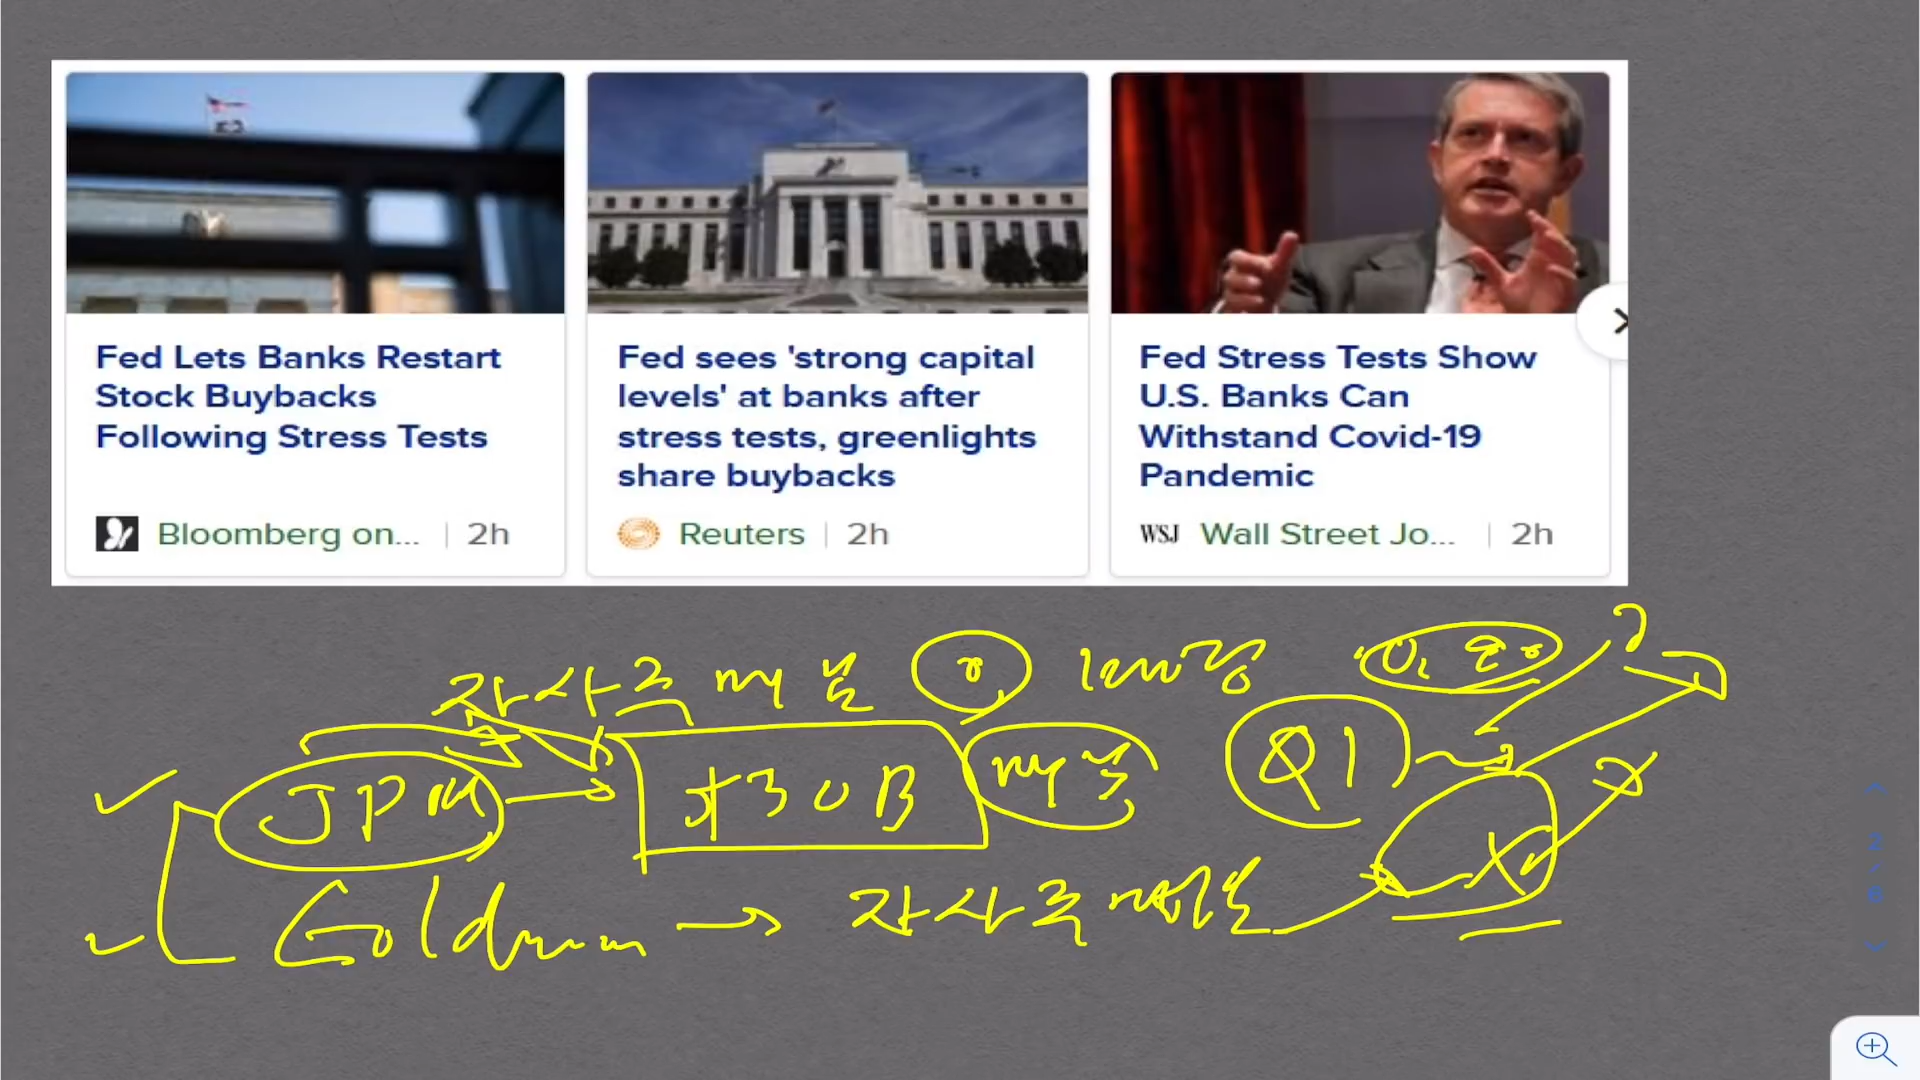 Fed Lets Banks Restart
Stock Buybacks
Following Stress Tests
Bloomberg on... | 2h
Fed sees 'strong capital
levels' at banks after
stress tests, greenlights
share buybacks
Reuters | 2h
Fed Stress Tests Show
U.S. Banks Can
Withstand Covid-19
Pandemic
WSJ Wall Street Jo... | 2h
자사주 매입
JPM $30B 매입 Q1
Goldman → 자사주 매입